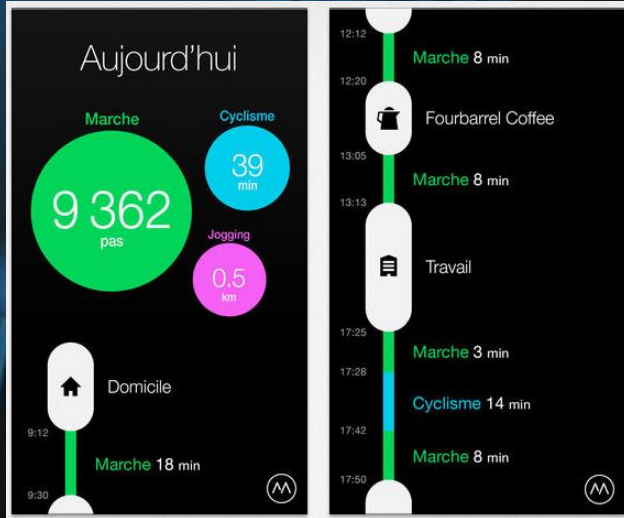 Aujourd'hui
Marche
9 362
pas
Cyclisme
39
min
Jogging
0.5
km
Domicile
9:12
Marche 18 min
9:30
12:12
Marche 8 min
12:20
Fourbarrel Coffee
13:05
Marche 8 min
13:13
Travail
17:25
Marche 3 min
17:28
Cyclisme 14 min
17:42
Marche 8 min
17:50